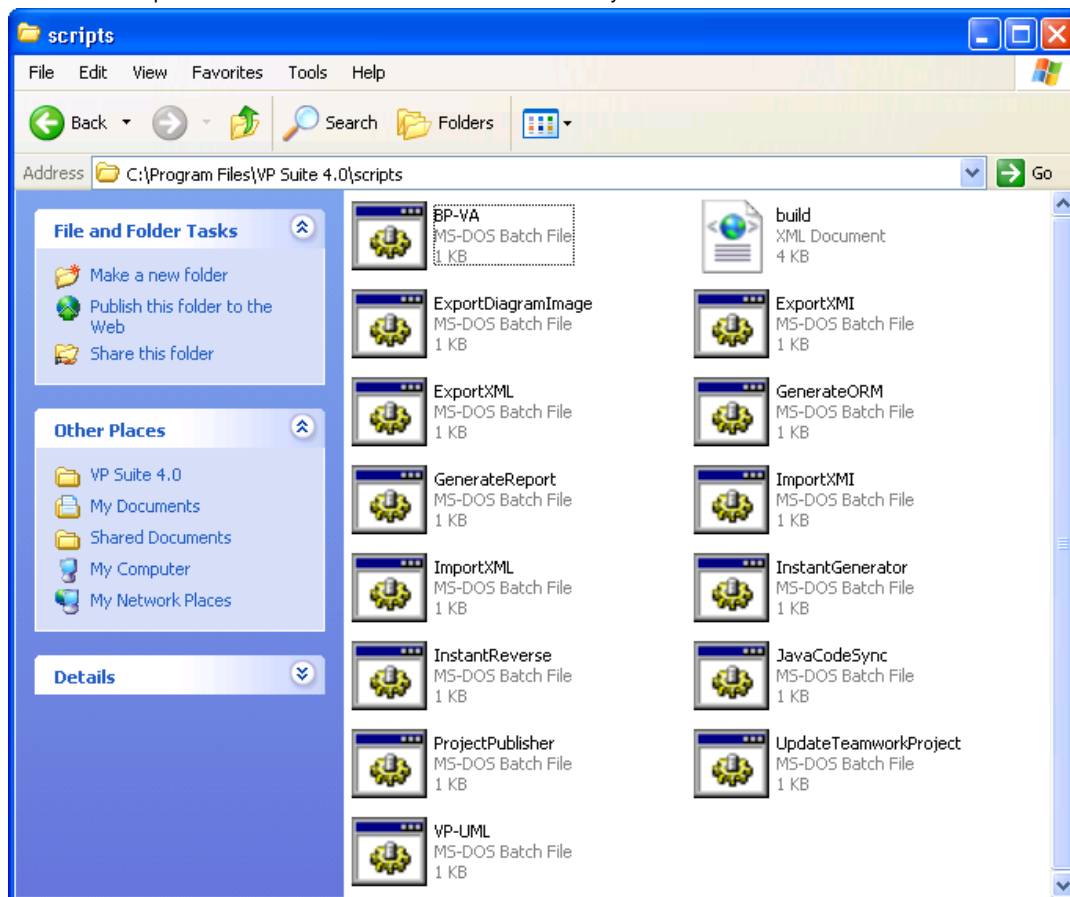 scripts
File Edit View Favorites Tools Help
Back Search Folders
Address C:\Program Files\VP Suite 4.0\scripts Go
File and Folder Tasks
Make a new folder
Publish this folder to the
Web
Share this folder
Other Places
VP Suite 4.0
My Documents
Shared Documents
My Computer
My Network Places
Details
BP-VA
MS-DOS Batch File
1 KB
build
XML Document
4 KB
ExportDiagramImage
MS-DOS Batch File
1 KB
ExportXMI
MS-DOS Batch File
1 KB
ExportXML
MS-DOS Batch File
1 KB
GenerateORM
MS-DOS Batch File
1 KB
GenerateReport
MS-DOS Batch File
1 KB
ImportXMI
MS-DOS Batch File
1 KB
ImportXML
MS-DOS Batch File
1 KB
InstantGenerator
MS-DOS Batch File
1 KB
InstantReverse
MS-DOS Batch File
1 KB
JavaCodeSync
MS-DOS Batch File
1 KB
ProjectPublisher
MS-DOS Batch File
1 KB
UpdateTeamworkProject
MS-DOS Batch File
1 KB
VP-UML
MS-DOS Batch File
1 KB